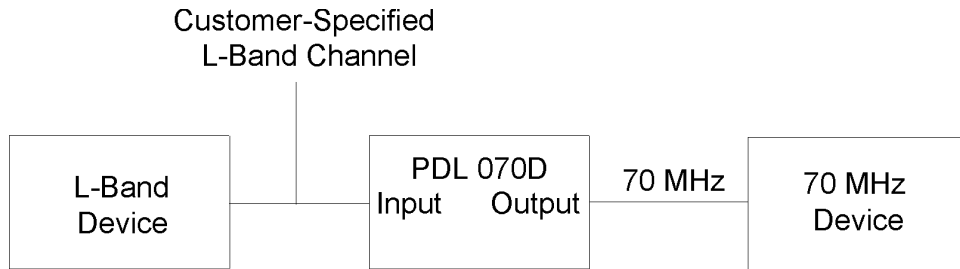 Customer-Specified
L-Band Channel
L-Band
Device
PDL 070D
Input Output
70 MHz
70 MHz
Device